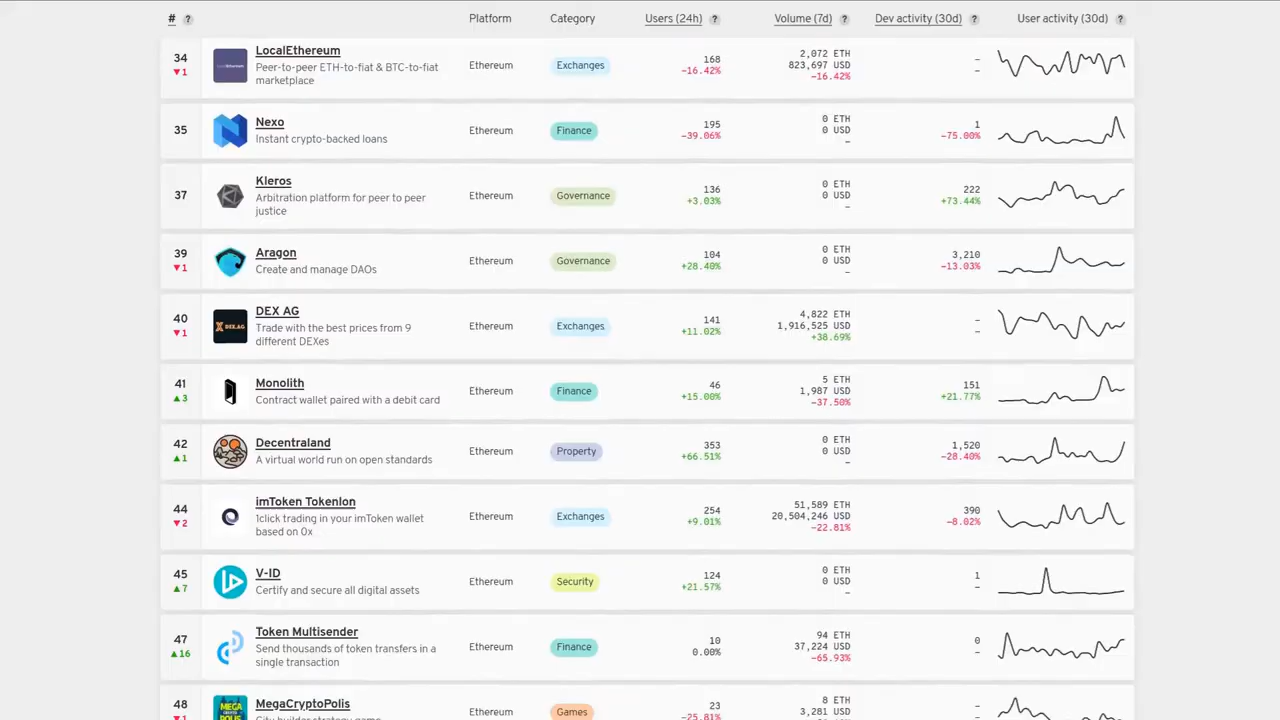 # ? Platform Category Users (24h) ? Volume (7d) ? Dev activity (30d) ? User activity (30d) ?
34 ▼1 LocalEthereum Peer-to-peer ETH-to-fiat & BTC-to-fiat marketplace Ethereum Exchanges 168 -16.42% 2,072 ETH 823,697 USD -16.42% – –
35 Nexo Instant crypto-backed loans Ethereum Finance 195 -39.06% 0 ETH 0 USD – 1 -75.00%
37 Kleros Arbitration platform for peer to peer justice Ethereum Governance 136 +3.03% 0 ETH 0 USD – 222 +73.44%
39 ▼1 Aragon Create and manage DAOs Ethereum Governance 104 +28.40% 0 ETH 0 USD – 3,210 -13.03%
40 ▼1 DEX.AG DEX AG Trade with the best prices from 9 different DEXes Ethereum Exchanges 141 +11.02% 4,822 ETH 1,916,525 USD +38.69% – –
41 ▲3 Monolith Contract wallet paired with a debit card Ethereum Finance 46 +15.00% 5 ETH 1,987 USD -37.50% 151 +21.77%
42 ▲1 Decentraland A virtual world run on open standards Ethereum Property 353 +66.51% 0 ETH 0 USD – 1,520 -28.40%
44 ▼2 imToken Tokenlon 1click trading in your imToken wallet based on 0x Ethereum Exchanges 254 +9.01% 51,589 ETH 20,504,246 USD -22.81% 390 -8.02%
45 ▲7 V-ID Certify and secure all digital assets Ethereum Security 124 +21.57% 0 ETH 0 USD – 1 –
47 ▲16 Token Multisender Send thousands of token transfers in a single transaction Ethereum Finance 10 0.00% 94 ETH 37,224 USD -65.93% 0 –
48 ▼1 MEGA CRYPTO POLIS MegaCryptoPolis City builder strategy game Ethereum Games 23 -25.81% 8 ETH 3,281 USD –